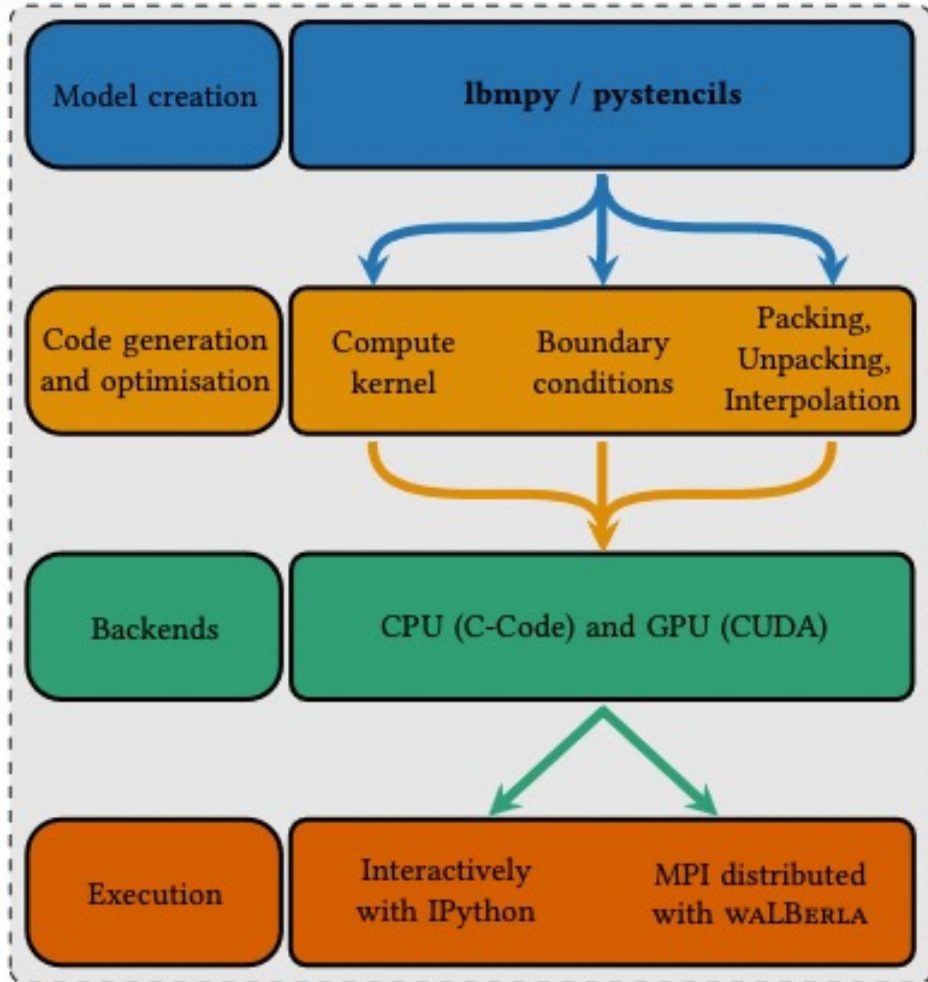 Model creation
lbmpy / pystencils
Code generation
and optimisation
Compute
kernel
Boundary
conditions
Packing,
Unpacking,
Interpolation
Backends
CPU (C-Code) and GPU (CUDA)
Execution
Interactively
with IPython
MPI distributed
with waLBerla